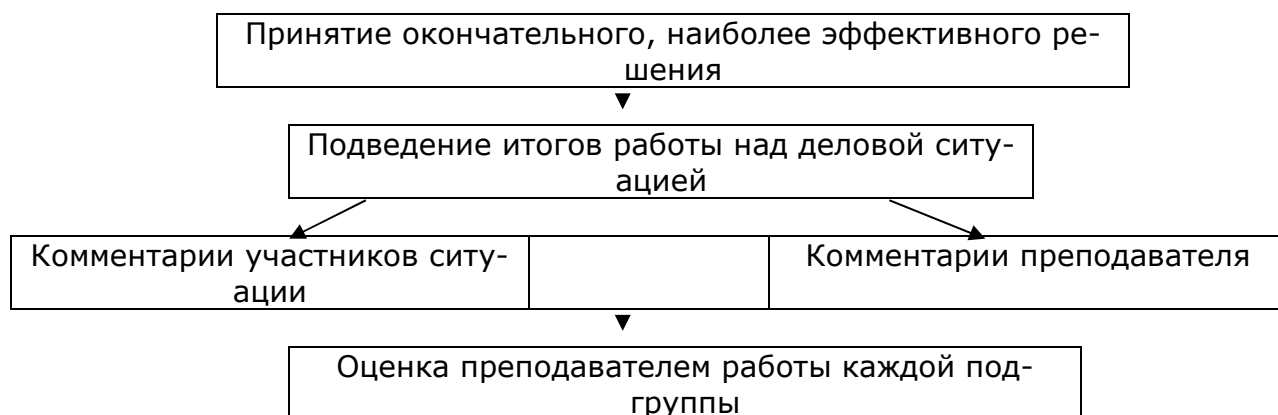 Принятие окончательного, наиболее эффективного ре-
шения
Подведение итогов работы над деловой ситу-
ацией
Комментарии участников ситу-
ации
Комментарии преподавателя
Оценка преподавателем работы каждой под-
группы